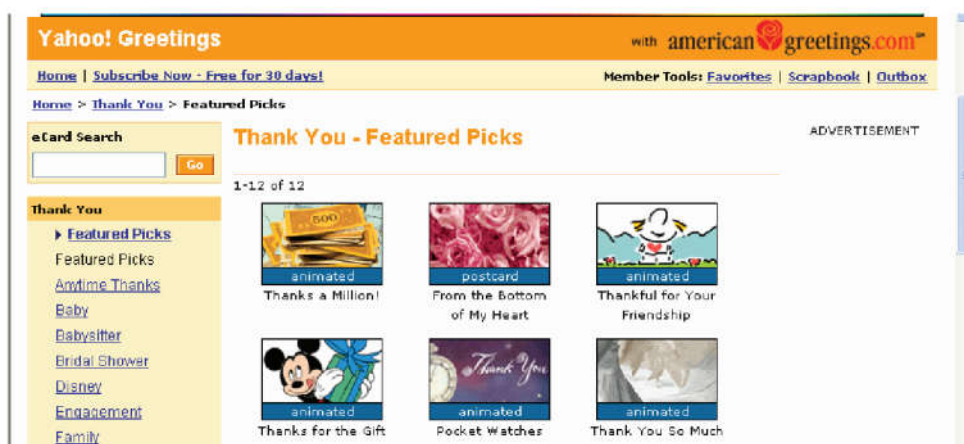 Yahoo! Greetings
with american greetings.com℠
Home | Subscribe Now - Free for 30 days!
Member Tools: Favorites | Scrapbook | Outbox
Home > Thank You > Featured Picks
eCard Search
Go
Thank You - Featured Picks
ADVERTISEMENT
1-12 of 12
Thank You
Featured Picks
Featured Picks
Anytime Thanks
Baby
Babysitter
Bridal Shower
Disney
Engagement
Family
500
animated
Thanks a Million!
postcard
From the Bottom
of My Heart
animated
Thankful for Your
Friendship
animated
Thanks for the Gift
Thank You
animated
Pocket Watches
animated
Thank You So Much